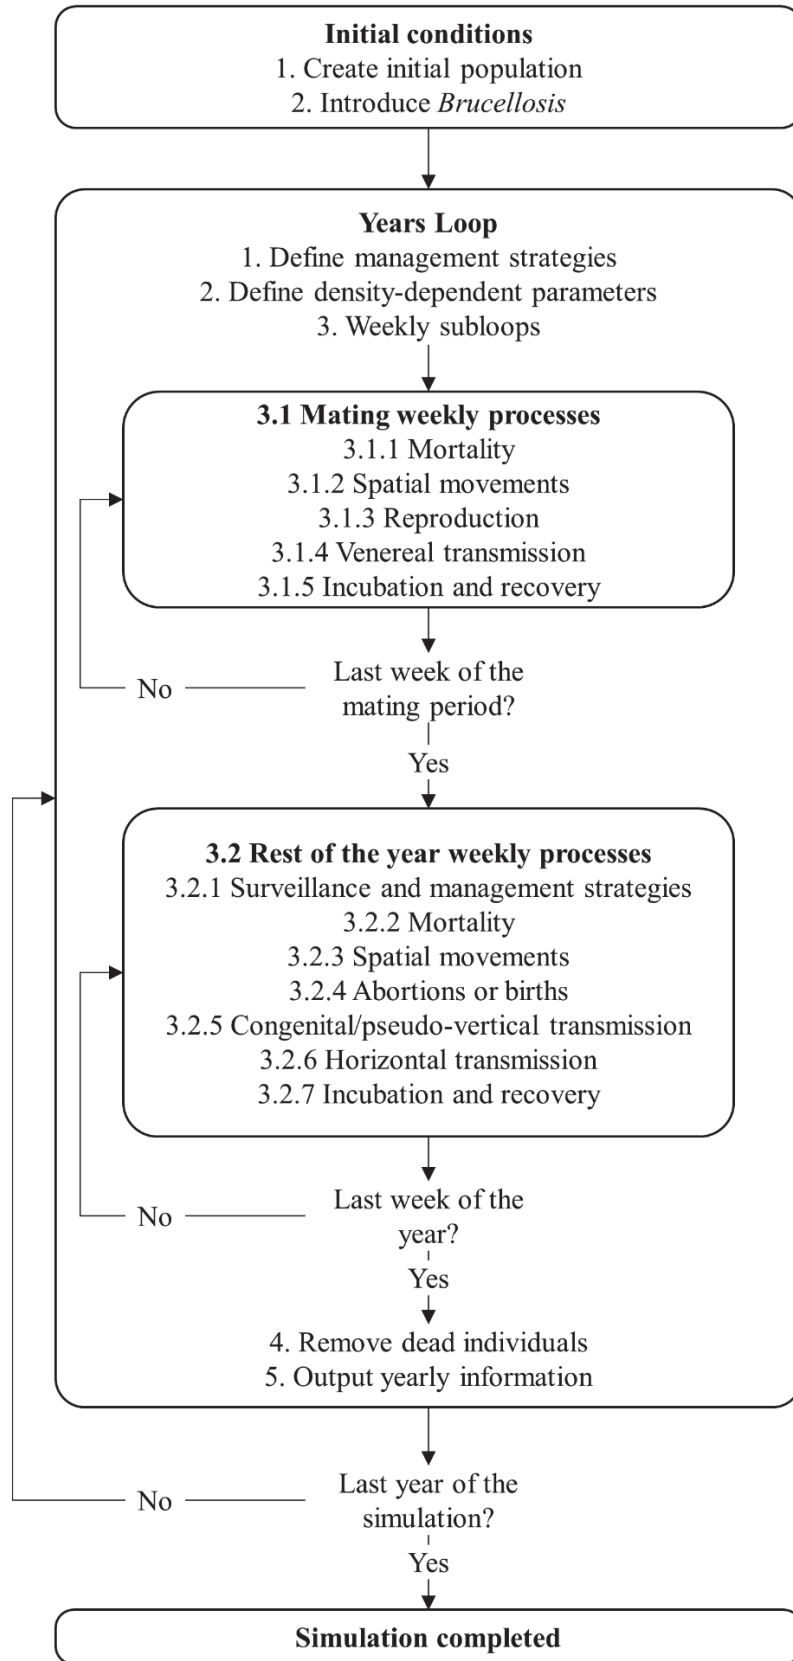 Initial conditions
1. Create initial population
2. Introduce Brucellosis
Years Loop
1. Define management strategies
2. Define density-dependent parameters
3. Weekly subloops
3.1 Mating weekly processes
3.1.1 Mortality
3.1.2 Spatial movements
3.1.3 Reproduction
3.1.4 Venereal transmission
3.1.5 Incubation and recovery
Last week of the
mating period?
No
Yes
3.2 Rest of the year weekly processes
3.2.1 Surveillance and management strategies
3.2.2 Mortality
3.2.3 Spatial movements
3.2.4 Abortions or births
3.2.5 Congenital/pseudo-vertical transmission
3.2.6 Horizontal transmission
3.2.7 Incubation and recovery
Last week of the
year?
No
Yes
4. Remove dead individuals
5. Output yearly information
Last year of the
simulation?
No
Yes
Simulation completed